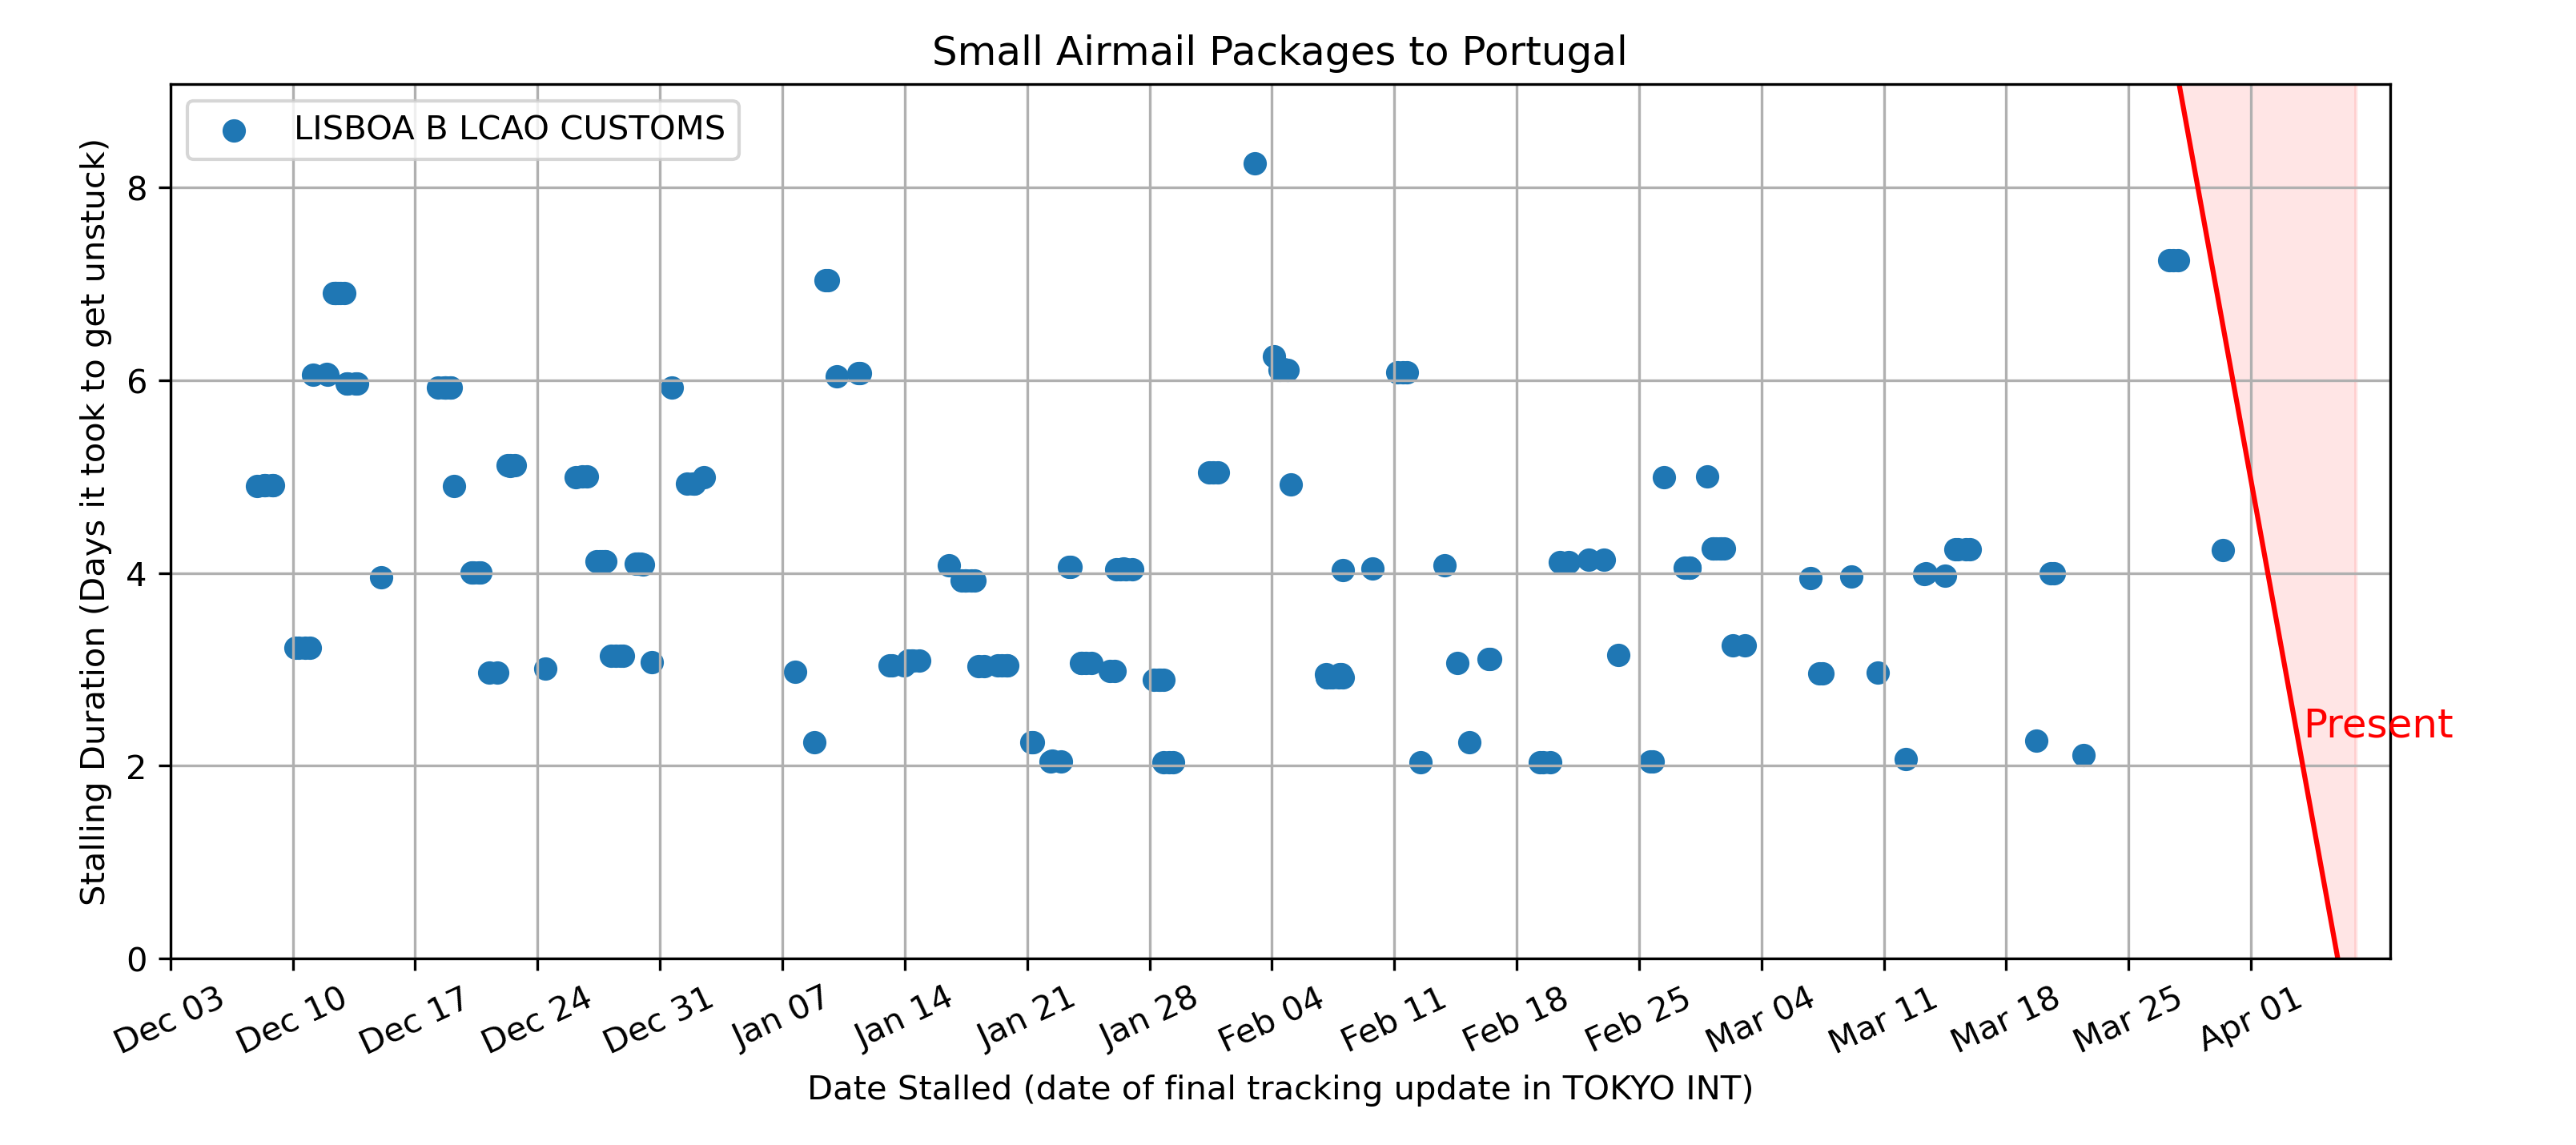 Small Airmail Packages to Portugal
LISBOA B LCAO CUSTOMS
Stalling Duration (Days it took to get unstuck)
8
6
4
2
0
Present
Dec 03
Dec 10
Dec 17
Dec 24
Dec 31
Jan 07
Jan 14
Jan 21
Jan 28
Feb 04
Feb 11
Feb 18
Feb 25
Mar 04
Mar 11
Mar 18
Mar 25
Apr 01
Date Stalled (date of final tracking update in TOKYO INT)